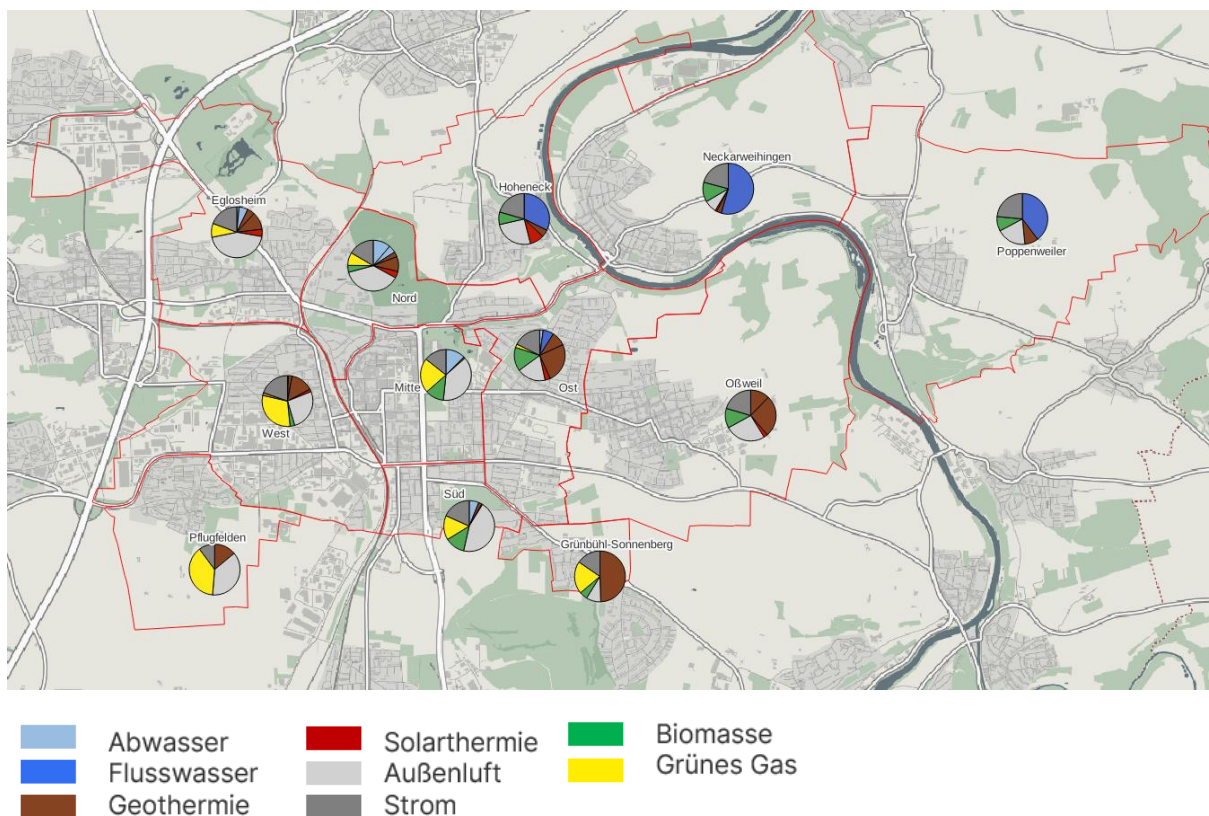 Neckarweihingen
Hoheneck
Eglosheim
Poppenweiler
Nord
Mitte
Ost
Oßweil
West
Süd
Pflugfelden
Grünbühl-Sonnenberg
Abwasser
Flusswasser
Geothermie
Solarthermie
Außenluft
Strom
Biomasse
Grünes Gas